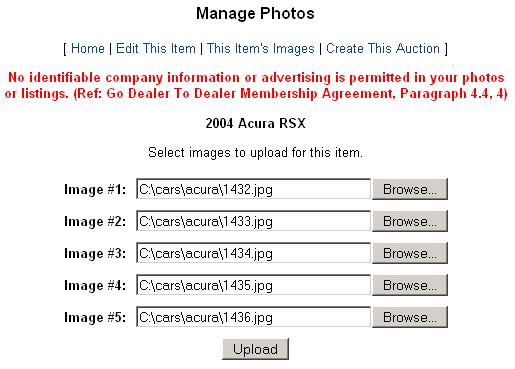 Manage Photos
[ Home | Edit This Item | This Item's Images | Create This Auction ]
No identifiable company information or advertising is permitted in your photos
or listings. (Ref: Go Dealer To Dealer Membership Agreement, Paragraph 4.4, 4)
2004 Acura RSX
Select images to upload for this item.
Image #1: C:\cars\acura\1432.jpg Browse...
Image #2: C:\cars\acura\1433.jpg Browse...
Image #3: C:\cars\acura\1434.jpg Browse...
Image #4: C:\cars\acura\1435.jpg Browse...
Image #5: C:\cars\acura\1436.jpg Browse...
Upload